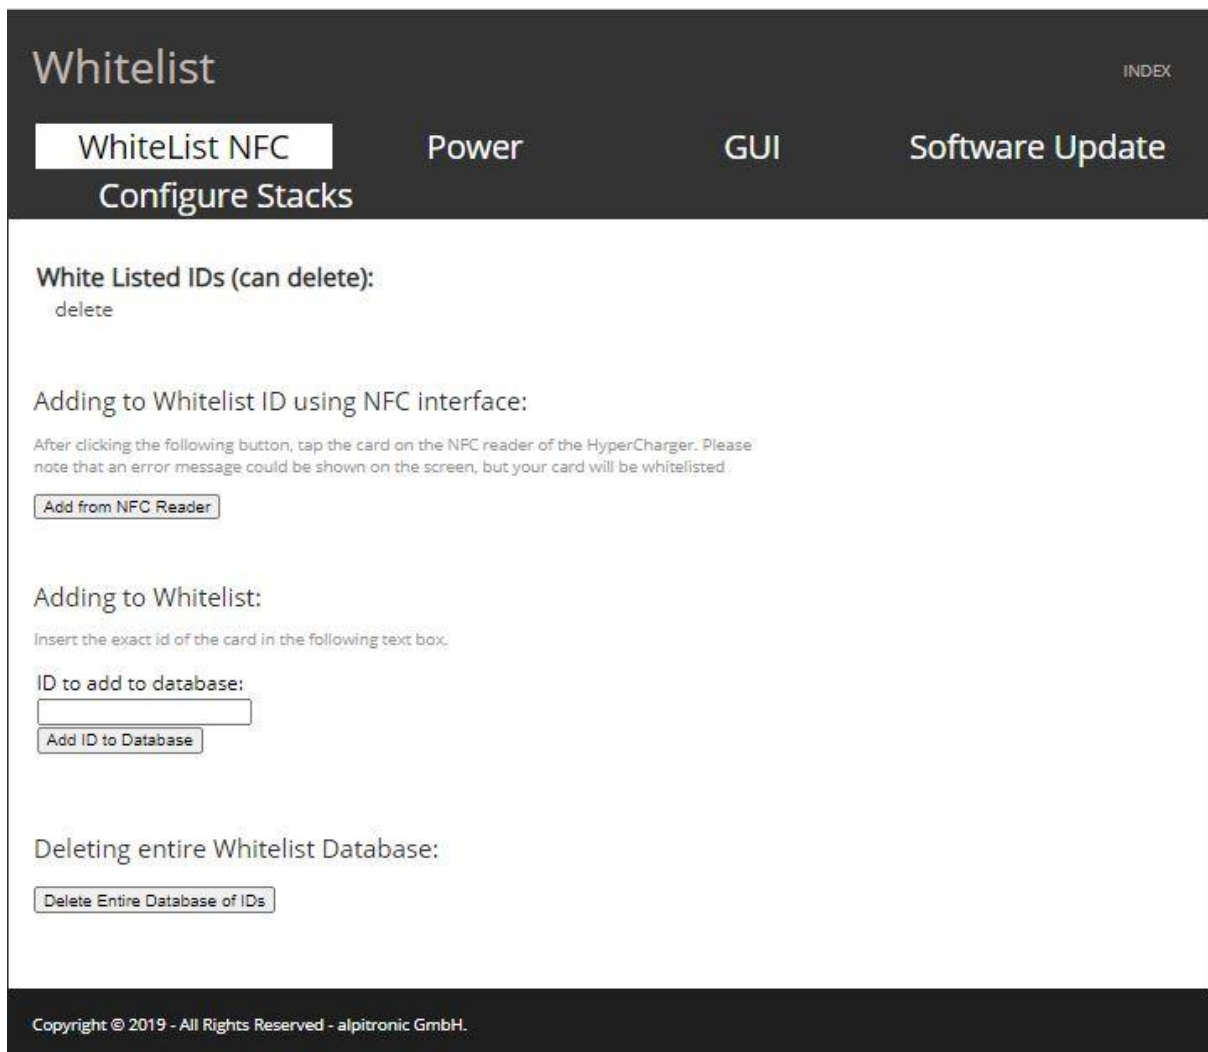 Whitelist
INDEX
WhiteList NFC Power GUI Software Update
Configure Stacks
White Listed IDs (can delete):
delete
Adding to Whitelist ID using NFC interface:
After clicking the following button, tap the card on the NFC reader of the HyperCharger. Please
note that an error message could be shown on the screen, but your card will be whitelisted
Add from NFC Reader
Adding to Whitelist:
Insert the exact id of the card in the following text box.
ID to add to database:
Add ID to Database
Deleting entire Whitelist Database:
Delete Entire Database of IDs
Copyright © 2019 - All Rights Reserved - alpitronic GmbH.